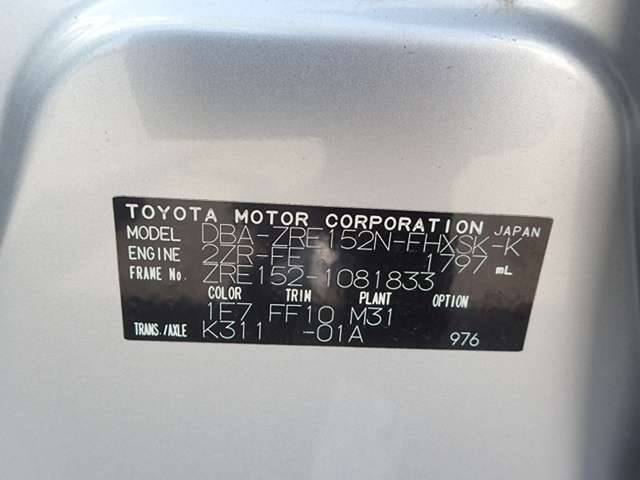 TOYOTA MOTOR CORPORATION JAPAN
MODEL DBA-ZRE152N-FHXSK-K
ENGINE 2ZR-FE 1797 mL
FRAME No. ZRE152-1081833
COLOR TRIM PLANT OPTION
1E7 FF10 M31
TRANS./AXLE K311 -01A 976